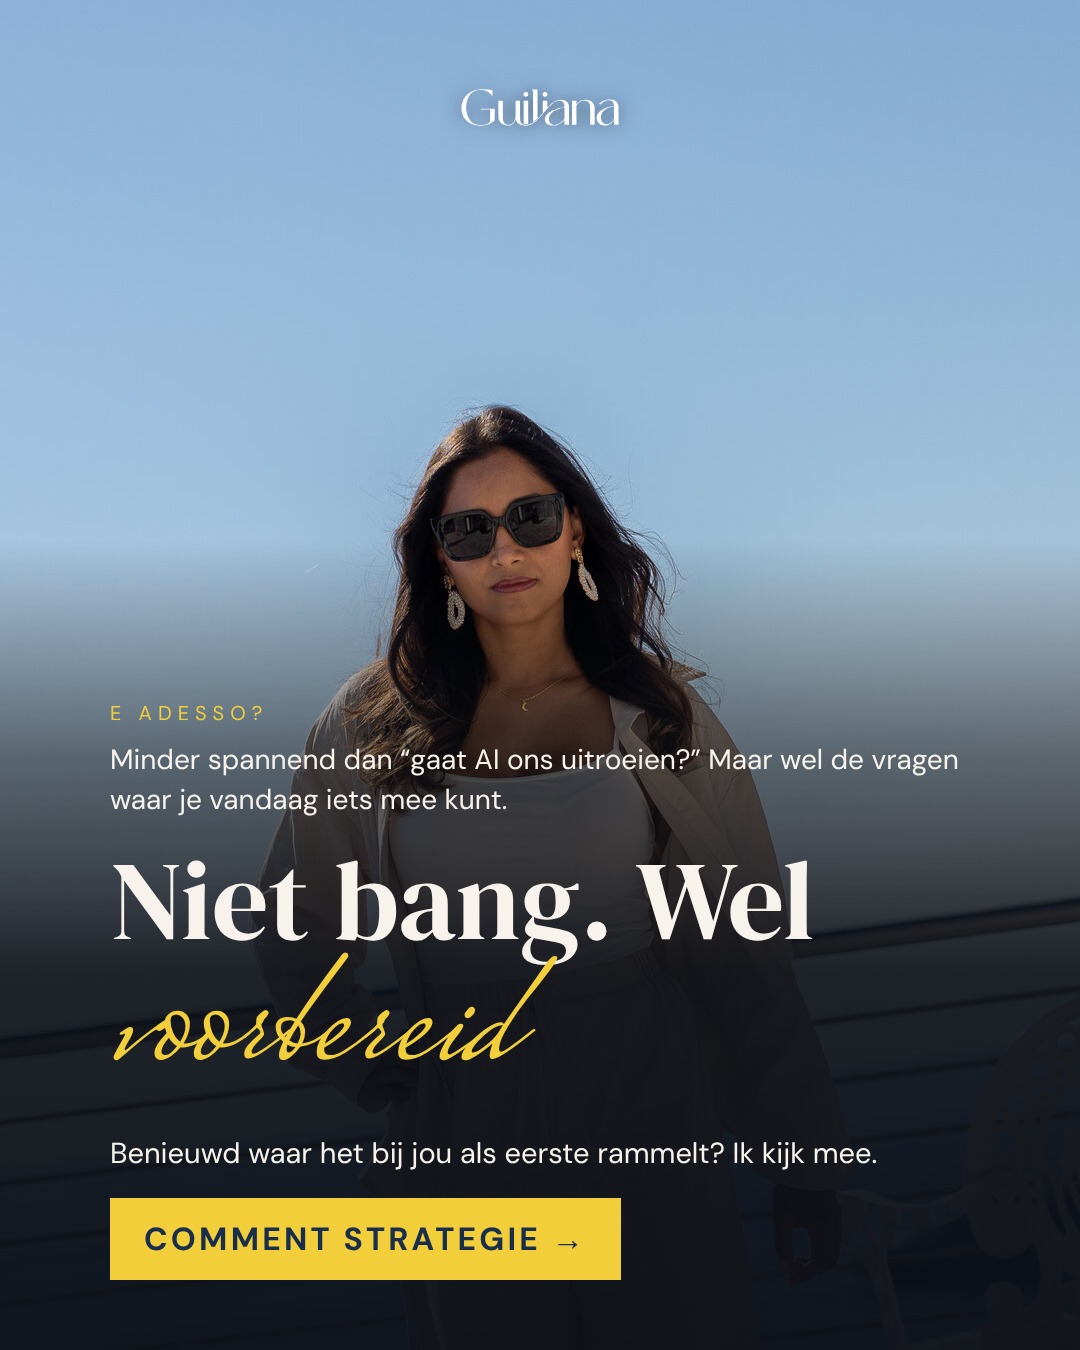 Guiliana
E ADESSO?
Minder spannend dan “gaat AI ons uitroeien?” Maar wel de vragen
waar je vandaag iets mee kunt.
Niet bang. Wel
voorbereid
Benieuwd waar het bij jou als eerste rammelt? Ik kijk mee.
COMMENT STRATEGIE →